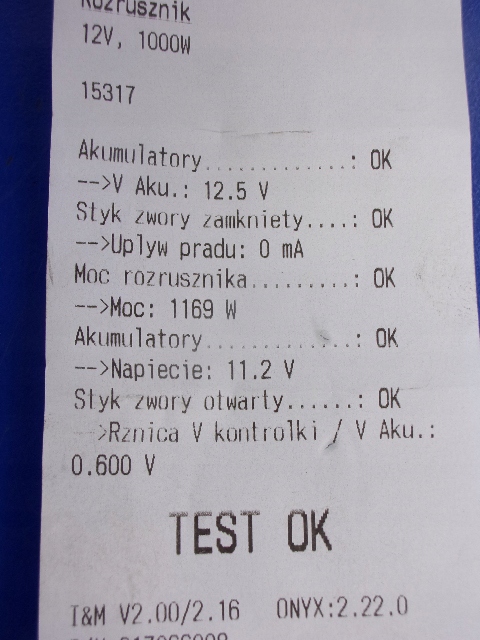 Rozrusznik
12V, 1000W
15317
Akumulatory.............: OK
-->V Aku.: 12.5 V
Styk zwory zamkniety....: OK
-->Uplyw pradu: 0 mA
Moc rozrusznika.........: OK
-->Moc: 1169 W
Akumulatory.............: OK
-->Napiecie: 11.2 V
Styk zwory otwarty......: OK
-->Rznica V kontrolki / V Aku.:
0.600 V
TEST OK
I&M V2.00/2.16 ONYX:2.22.0